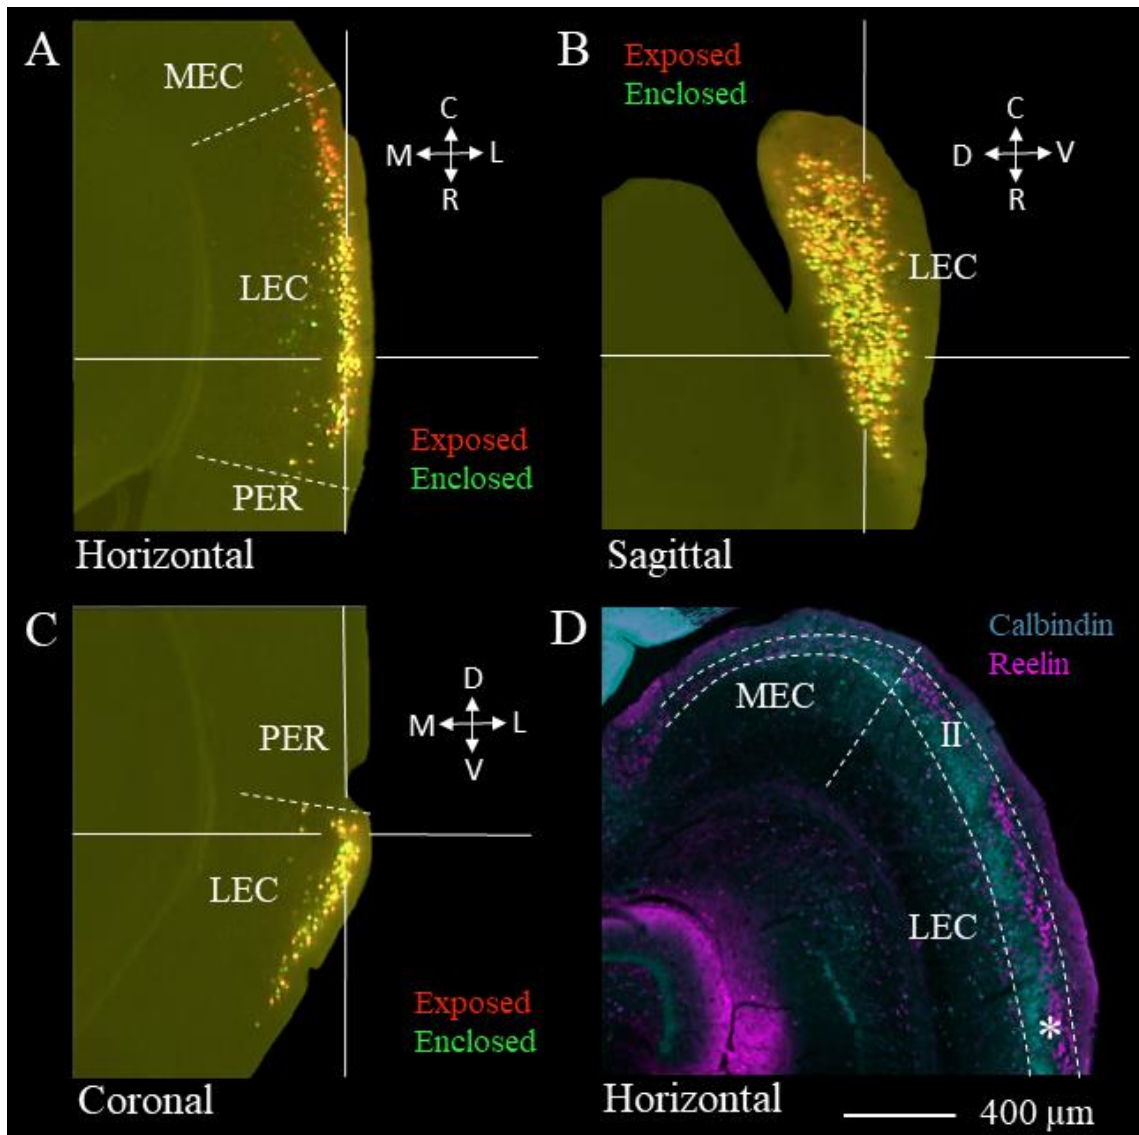 A
MEC
C
M L
R
LEC
Exposed
Enclosed
PER
Horizontal
B
Exposed
Enclosed
C
D V
R
LEC
Sagittal
C
D
PER
M L
V
LEC
Exposed
Enclosed
Coronal
D
Calbindin
Reelin
MEC
II
LEC
*
Horizontal
400 µm